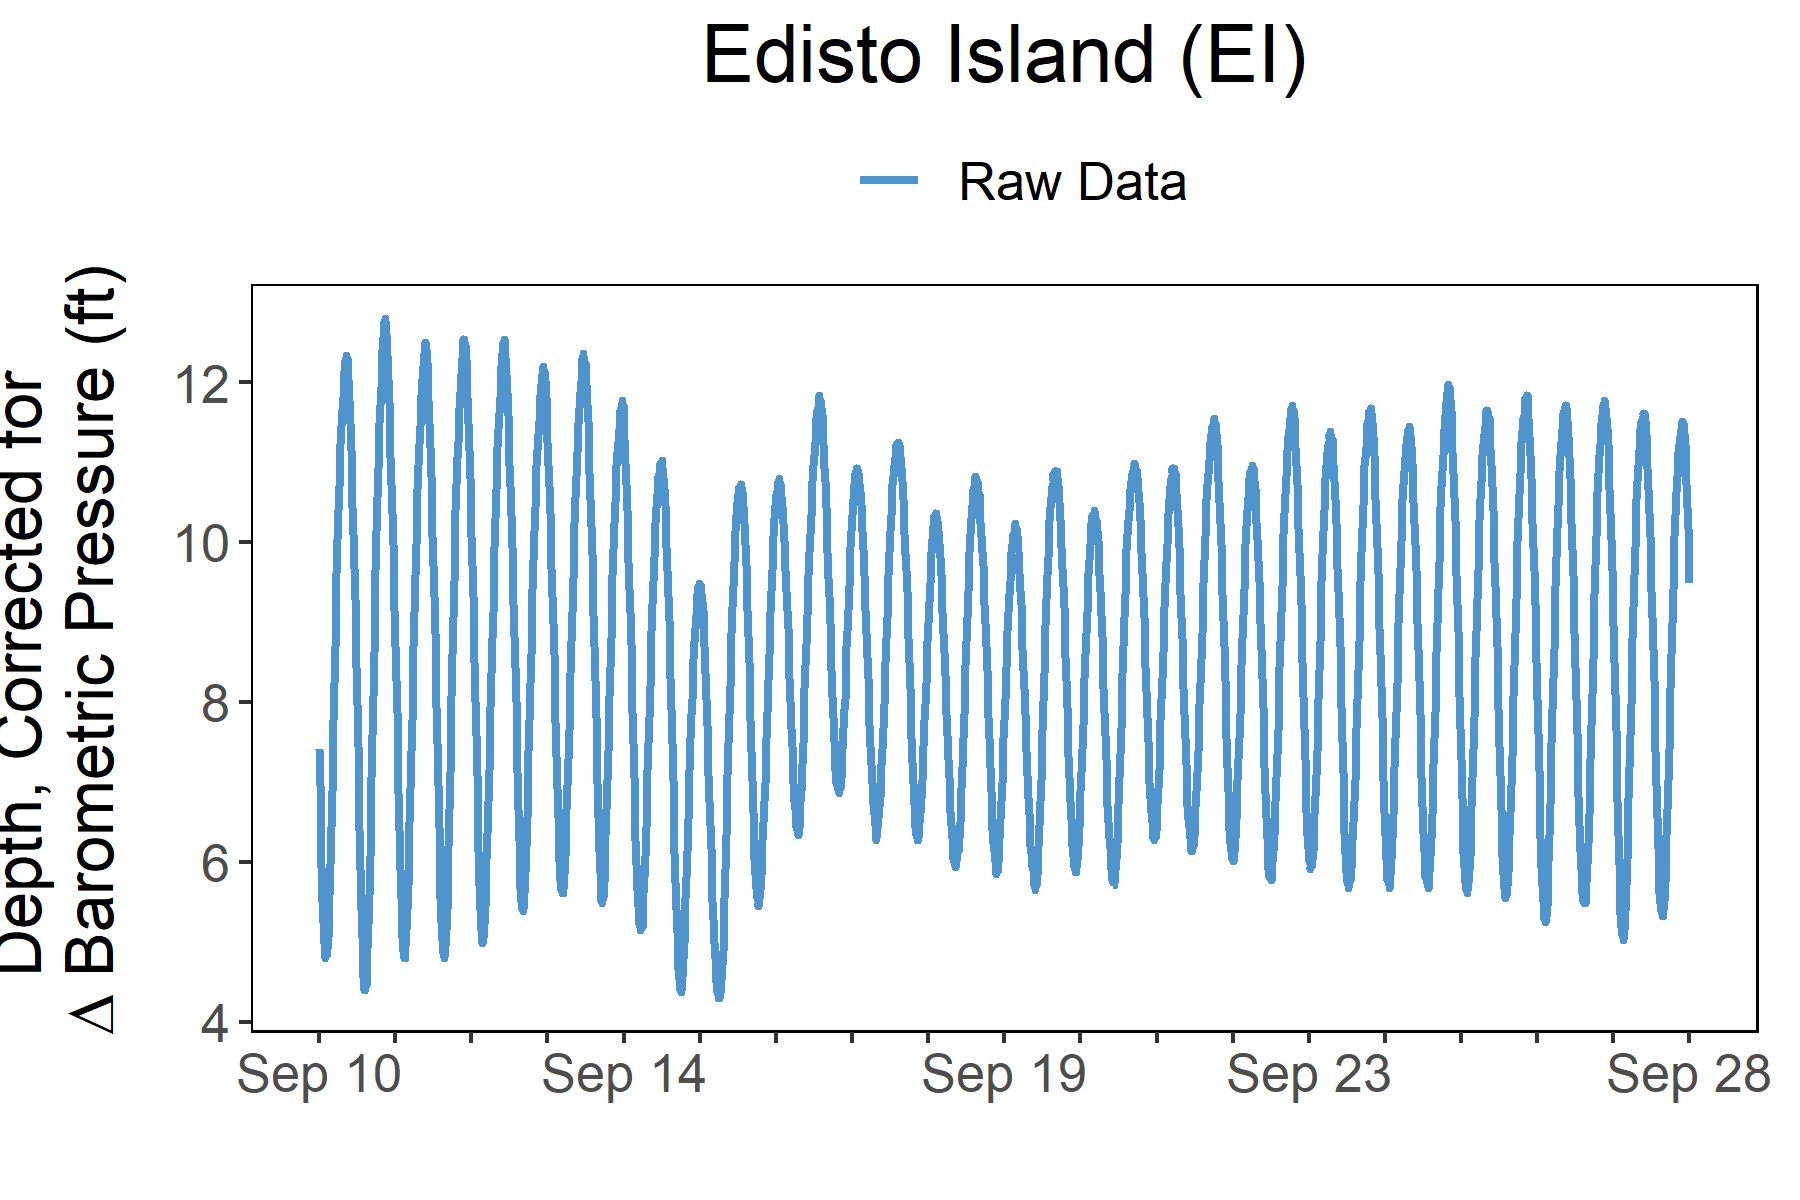 Edisto Island (EI)
Raw Data
Depth, Corrected for
Δ Barometric Pressure (ft)
12
10
8
6
4
Sep 10 Sep 14 Sep 19 Sep 23 Sep 28